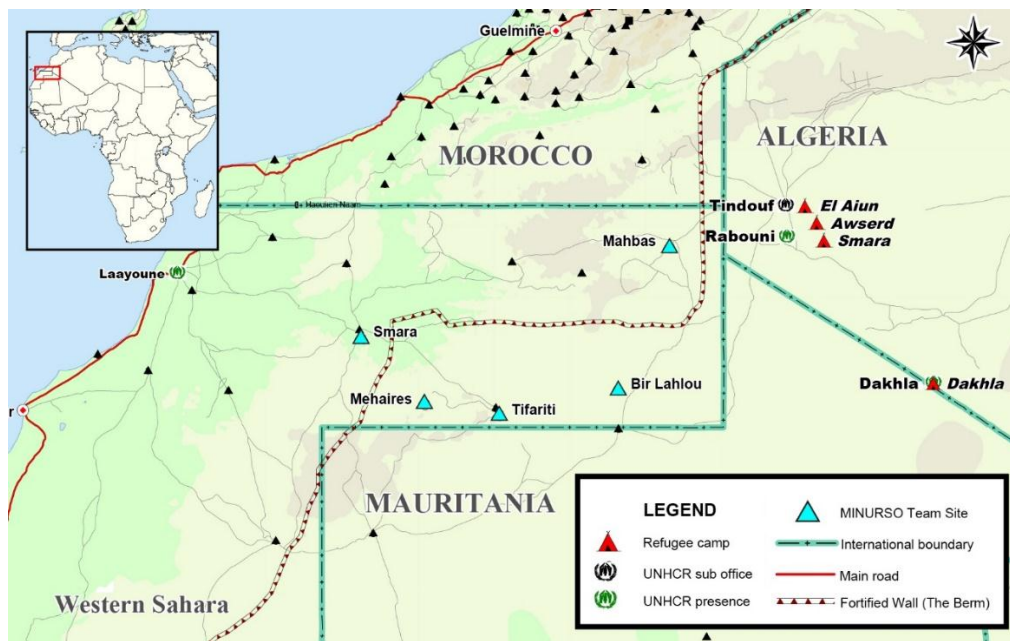 Guelmine
MOROCCO
ALGERIA
Tindouf
El Aiun
Awserd
Rabouni
Smara
Mahbas
Laayoune
Smara
Dakhla
Dakhla
Bir Lahlou
Mehaires
Tifariti
r
MAURITANIA
Western Sahara
LEGEND
MINURSO Team Site
Refugee camp
International boundary
UNHCR sub office
Main road
UNHCR presence
Fortified Wall (The Berm)